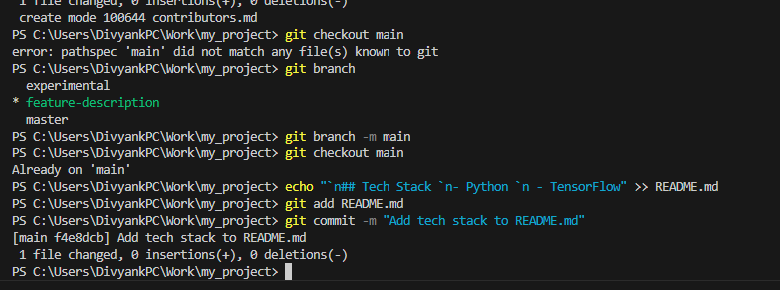 1 file changed, 0 insertions(+), 0 deletions(-)
create mode 100644 contributors.md
PS C:\Users\DivyankPC\Work\my_project> git checkout main
error: pathspec 'main' did not match any file(s) known to git
PS C:\Users\DivyankPC\Work\my_project> git branch
  experimental
* feature-description
  master
PS C:\Users\DivyankPC\Work\my_project> git branch -m main
PS C:\Users\DivyankPC\Work\my_project> git checkout main
Already on 'main'
PS C:\Users\DivyankPC\Work\my_project> echo "`n## Tech Stack `n- Python `n - TensorFlow" >> README.md
PS C:\Users\DivyankPC\Work\my_project> git add README.md
PS C:\Users\DivyankPC\Work\my_project> git commit -m "Add tech stack to README.md"
[main f4e8dcb] Add tech stack to README.md
 1 file changed, 0 insertions(+), 0 deletions(-)
PS C:\Users\DivyankPC\Work\my_project>